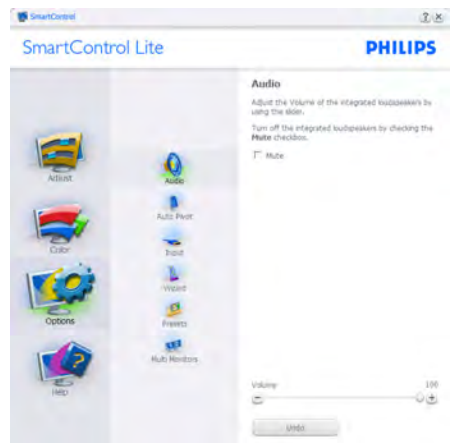 SmartControl
SmartControl Lite
PHILIPS
Adjust
Color
Options
Help
Audio
Auto Pivot
Input
Wizard
Presets
Multi Monitors
Audio
Adjust the Volume of the integrated loudspeakers by
using the slider.
Turn off the integrated loudspeakers by checking the
Mute checkbox.
Mute
Volume
100
Undo